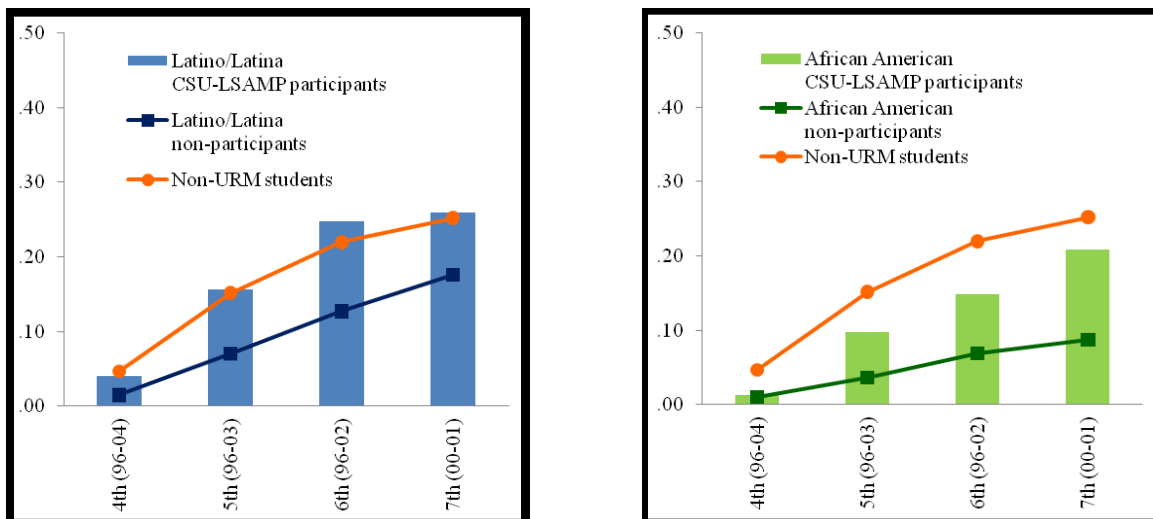 .50
.40
.30
.20
.10
.00
Latino/Latina
CSU-LSAMP participants
Latino/Latina
non-participants
Non-URM students
4th (96-04)
5th (96-03)
6th (96-02)
7th (00-01)
.50
.40
.30
.20
.10
.00
African American
CSU-LSAMP participants
African American
non-participants
Non-URM students
4th (96-04)
5th (96-03)
6th (96-02)
7th (00-01)